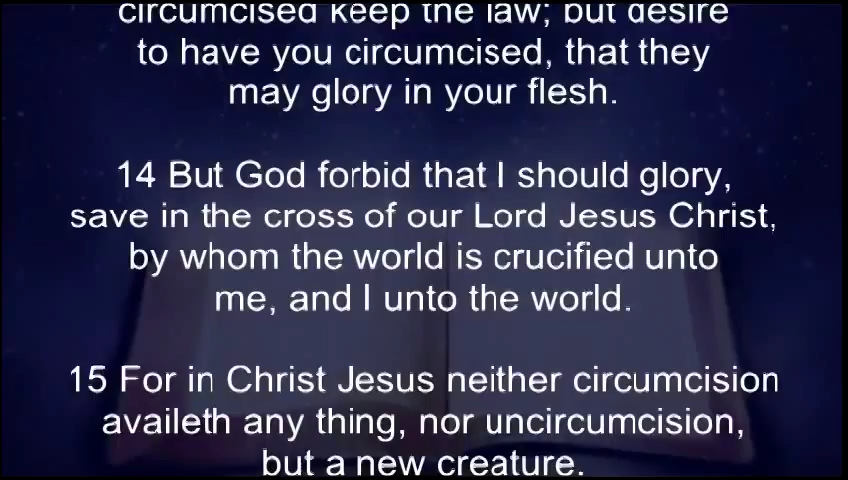 circumcised keep the law; but desire
to have you circumcised, that they
may glory in your flesh.
14 But God forbid that I should glory,
save in the cross of our Lord Jesus Christ,
by whom the world is crucified unto
me, and I unto the world.
15 For in Christ Jesus neither circumcision
availeth any thing, nor uncircumcision,
but a new creature.